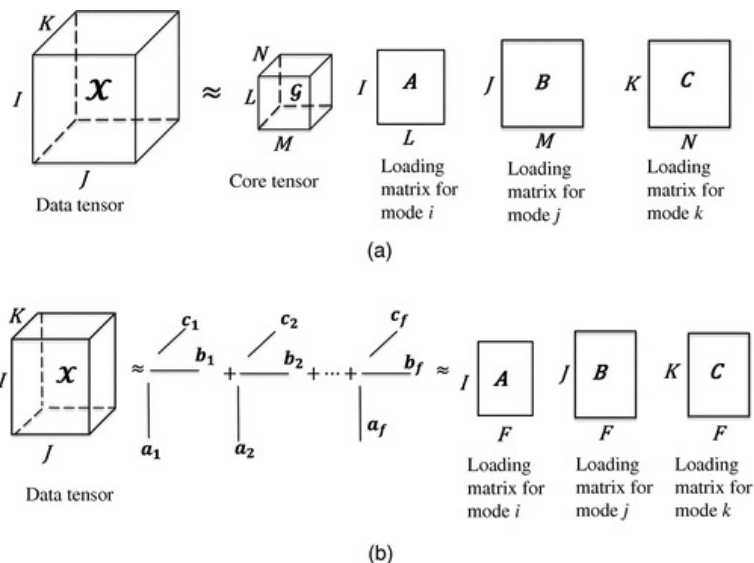 K
N
I
X
≈
L
G
I
A
J
B
K
C
J
M
L
M
N
Data tensor
Core tensor
Loading
matrix for
mode i
Loading
matrix for
mode j
Loading
matrix for
mode k
(a)
K
c1
c2
cf
I
X
≈
b1
+
b2
+ ··· +
bf
≈
I
A
J
B
K
C
J
a1
a2
af
F
F
F
Data tensor
Loading
matrix for
mode i
Loading
matrix for
mode j
Loading
matrix for
mode k
(b)